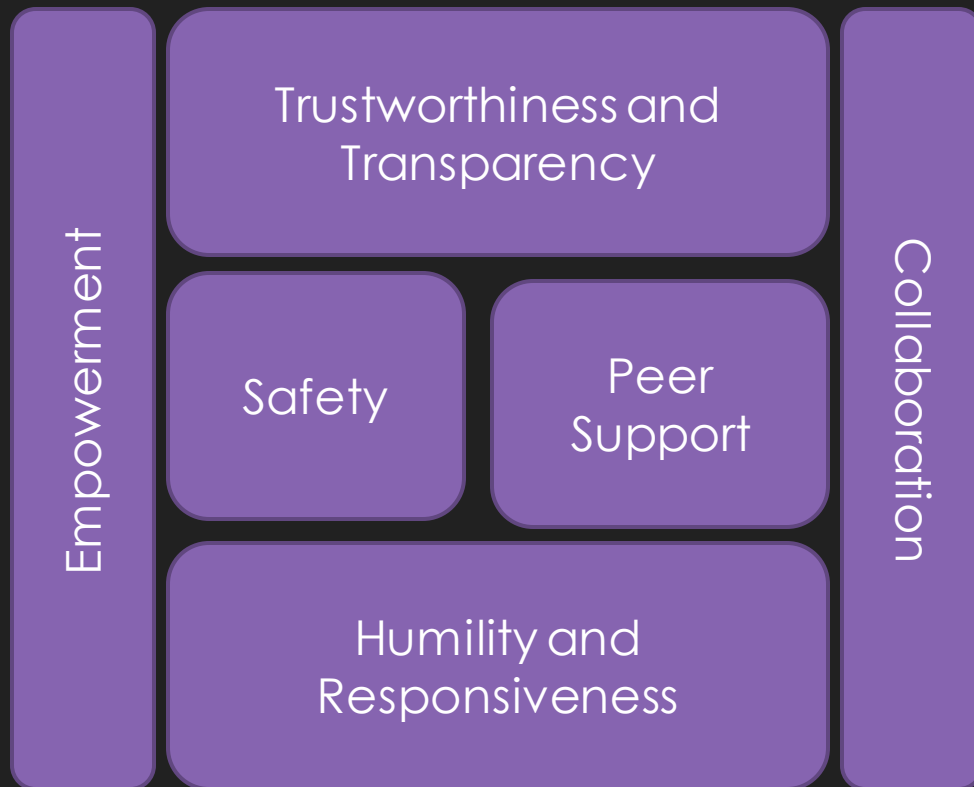 Empowerment
Trustworthiness and
Transparency
Safety
Peer
Support
Humility and
Responsiveness
Collaboration